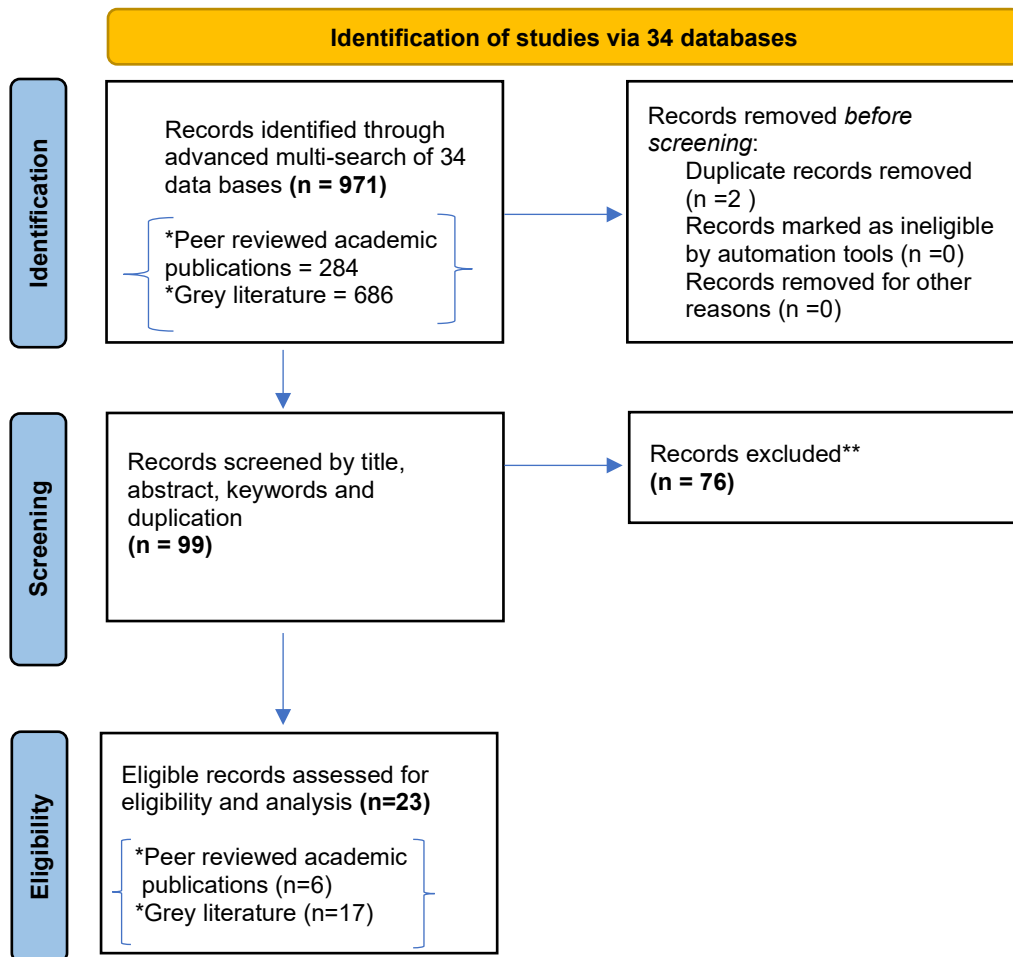 Identification of studies via 34 databases
Identification
Records identified through
advanced multi-search of 34
data bases (n = 971)
*Peer reviewed academic
publications = 284
*Grey literature = 686
Records removed before
screening:
Duplicate records removed
(n =2 )
Records marked as ineligible
by automation tools (n =0)
Records removed for other
reasons (n =0)
Screening
Records screened by title,
abstract, keywords and
duplication
(n = 99)
Records excluded**
(n = 76)
Eligibility
Eligible records assessed for
eligibility and analysis (n=23)
*Peer reviewed academic
publications (n=6)
*Grey literature (n=17)